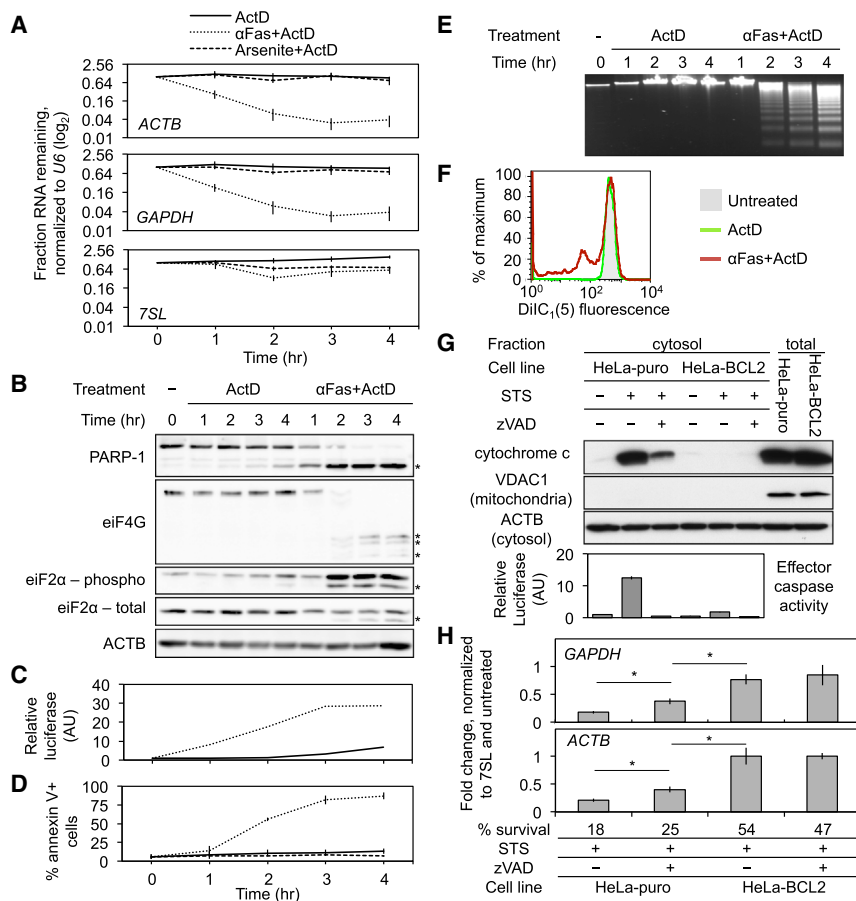 A
ActD
αFas+ActD
Arsenite+ActD
Fraction RNA remaining,
normalized to U6 (log2)
2.56
0.64
0.16
0.04
0.01
ACTB
2.56
0.64
0.16
0.04
0.01
GAPDH
2.56
0.64
0.16
0.04
0.01
7SL
0 1 2 3 4
Time (hr)
B
Treatment – ActD αFas+ActD
Time (hr) 0 1 2 3 4 1 2 3 4
PARP-1
*
eiF4G
*
*
*
eiF2α – phospho
*
eiF2α – total
*
ACTB
C
Relative
luciferase
(AU)
40
30
20
10
0
D
% annexin V+
cells
100
75
50
25
0
0 1 2 3 4
Time (hr)
E
Treatment - ActD αFas+ActD
Time (hr) 0 1 2 3 4 1 2 3 4
F
% of maximum
100
80
60
40
20
0
10^0 10^2 10^4
DiIC1(5) fluorescence
Untreated
ActD
αFas+ActD
G
Fraction cytosol total
Cell line HeLa-puro HeLa-BCL2 HeLa-puro HeLa-BCL2
STS – + + – + +
zVAD – – + – – +
cytochrome c
VDAC1
(mitochondria)
ACTB
(cytosol)
Relative
Luciferase
(AU)
20
10
0
Effector
caspase
activity
H
Fold change, normalized
to 7SL and untreated
GAPDH
1
0.5
0
* *
ACTB
1
0.5
0
* *
% survival 18 25 54 47
STS + + + +
zVAD – + – +
Cell line HeLa-puro HeLa-BCL2